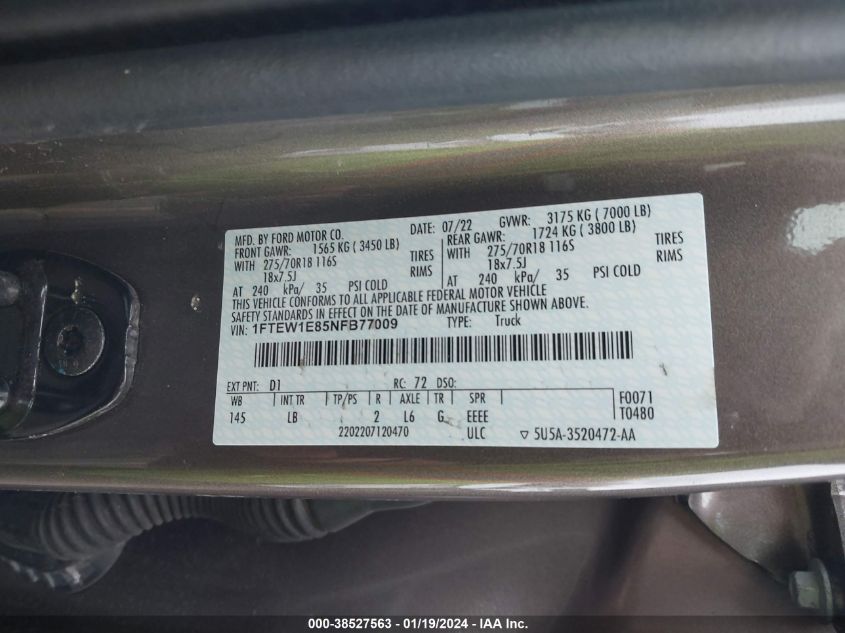 MFD. BY FORD MOTOR CO. DATE: 07/22 GVWR: 3175 KG ( 7000 LB)
FRONT GAWR: 1565 KG ( 3450 LB) REAR GAWR: 1724 KG ( 3800 LB)
WITH 275/70R18 116S TIRES WITH 275/70R18 116S TIRES
18x7.5J RIMS 18x7.5J RIMS
AT 240 kPa/ 35 PSI COLD AT 240 kPa/ 35 PSI COLD
THIS VEHICLE CONFORMS TO ALL APPLICABLE FEDERAL MOTOR VEHICLE
SAFETY STANDARDS IN EFFECT ON THE DATE OF MANUFACTURE SHOWN ABOVE.
VIN: 1FTEW1E85NFB77009 TYPE: Truck
EXT PNT: D1 RC: 72 DSO: F0071
WB INT TR TP/PS R AXLE TR SPR T0480
145 LB 2 L6 G EEEE
2202207120470 ULC ▽ 5U5A-3520472-AA
000-38527563 - 01/19/2024 - IAA Inc.